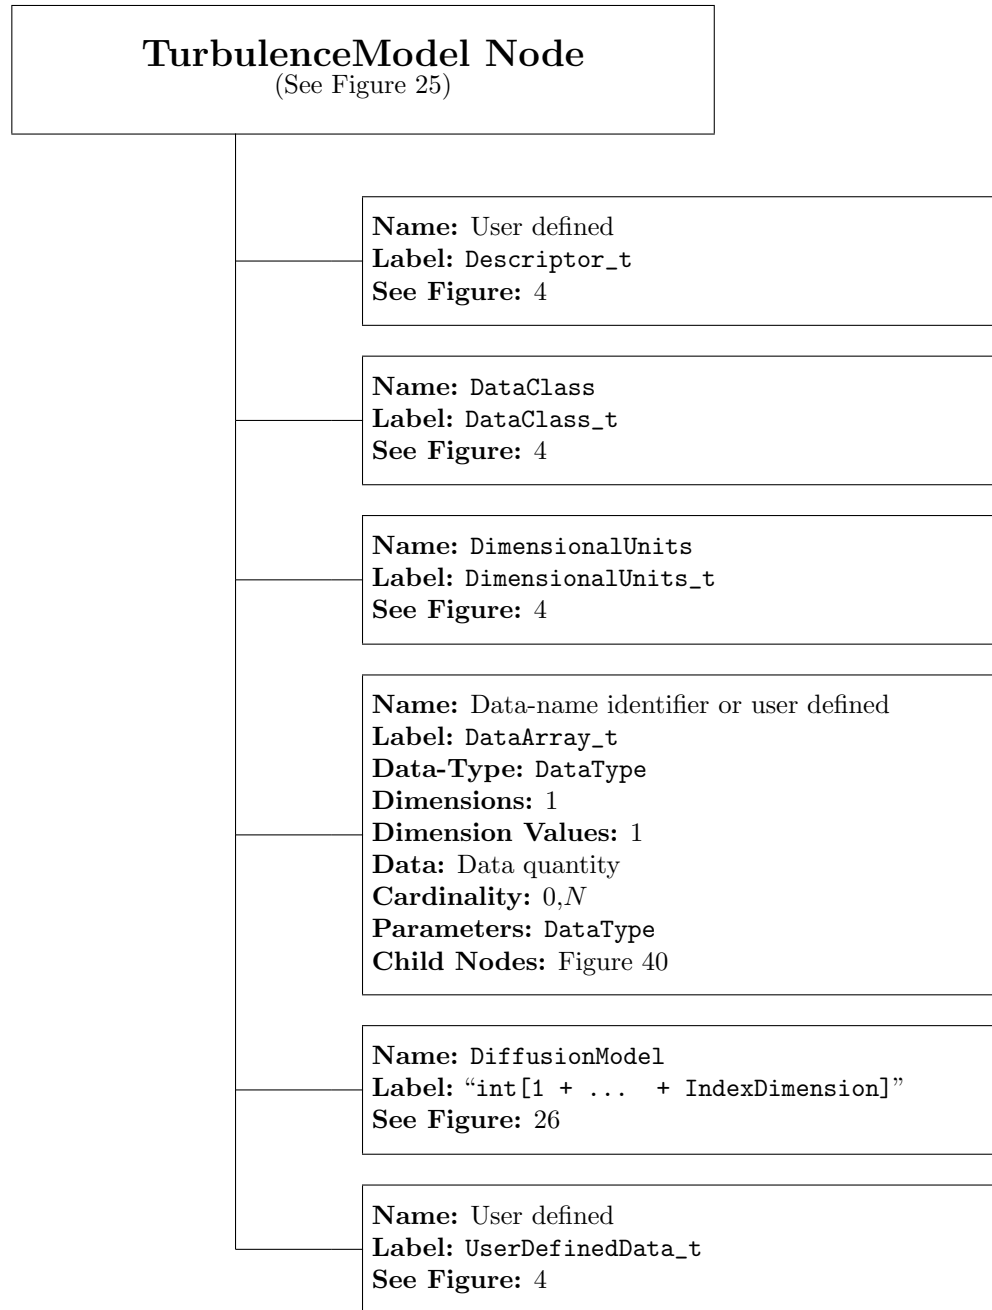 TurbulenceModel Node
(See Figure 25)
Name: User defined
Label: Descriptor_t
See Figure: 4
Name: DataClass
Label: DataClass_t
See Figure: 4
Name: DimensionalUnits
Label: DimensionalUnits_t
See Figure: 4
Name: Data-name identifier or user defined
Label: DataArray_t
Data-Type: DataType
Dimensions: 1
Dimension Values: 1
Data: Data quantity
Cardinality: 0,N
Parameters: DataType
Child Nodes: Figure 40
Name: DiffusionModel
Label: “int[1 + ... + IndexDimension]”
See Figure: 26
Name: User defined
Label: UserDefinedData_t
See Figure: 4